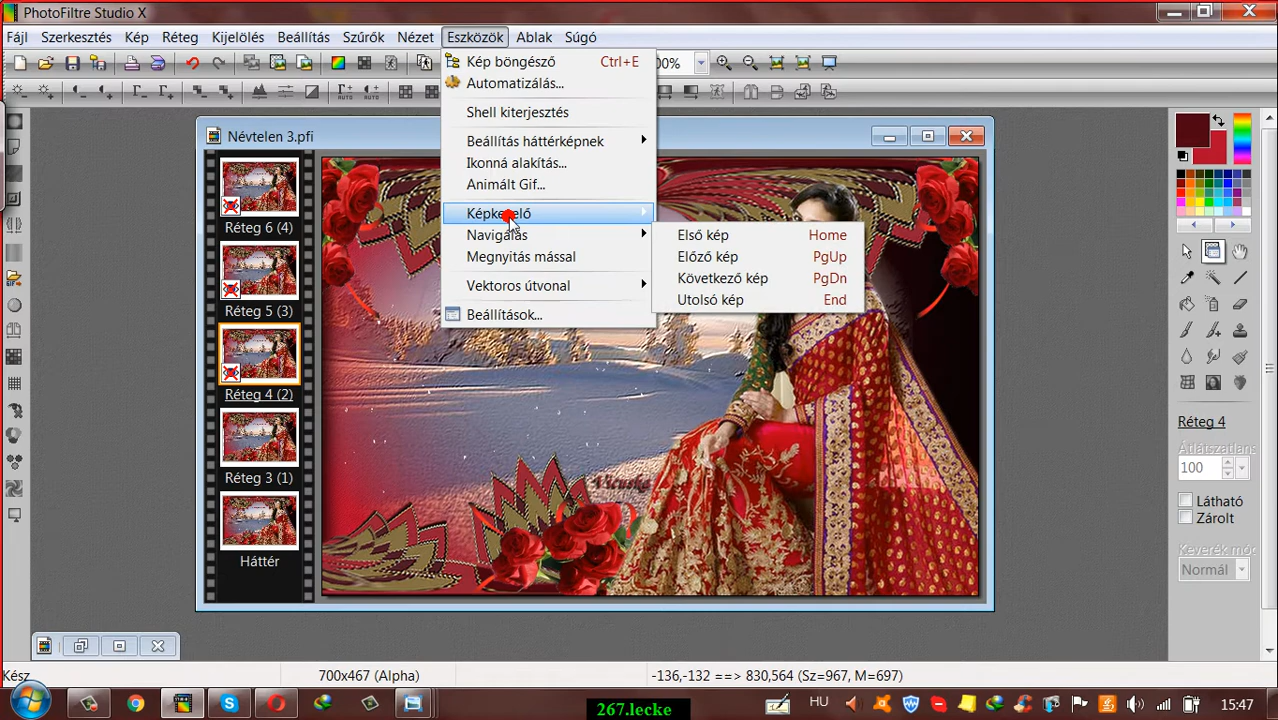 PhotoFiltre Studio X
Fájl Szerkesztés Kép Réteg Kijelölés Beállítás Szűrők Nézet Eszközök Ablak Súgó
Kép böngésző Ctrl+E
Automatizálás...
Shell kiterjesztés
Beállítás háttérképnek
Ikonná alakítás...
Animált Gif...
Navigálás
Megnyitás mással
Vektoros útvonal
Beállítások...
Első kép Home
Előző kép PgUp
Következő kép PgDn
Utolsó kép End
Névtelen 3.pfi
Réteg 6 (4)
Réteg 5 (3)
Réteg 4 (2)
Réteg 3 (1)
Háttér
Vicuska
Réteg 4
100
Látható
Zárolt
Normál
Kész 700x467 (Alpha) -136,-132 ==> 830,564 (Sz=967, M=697)
267.lecke
HU
15:47